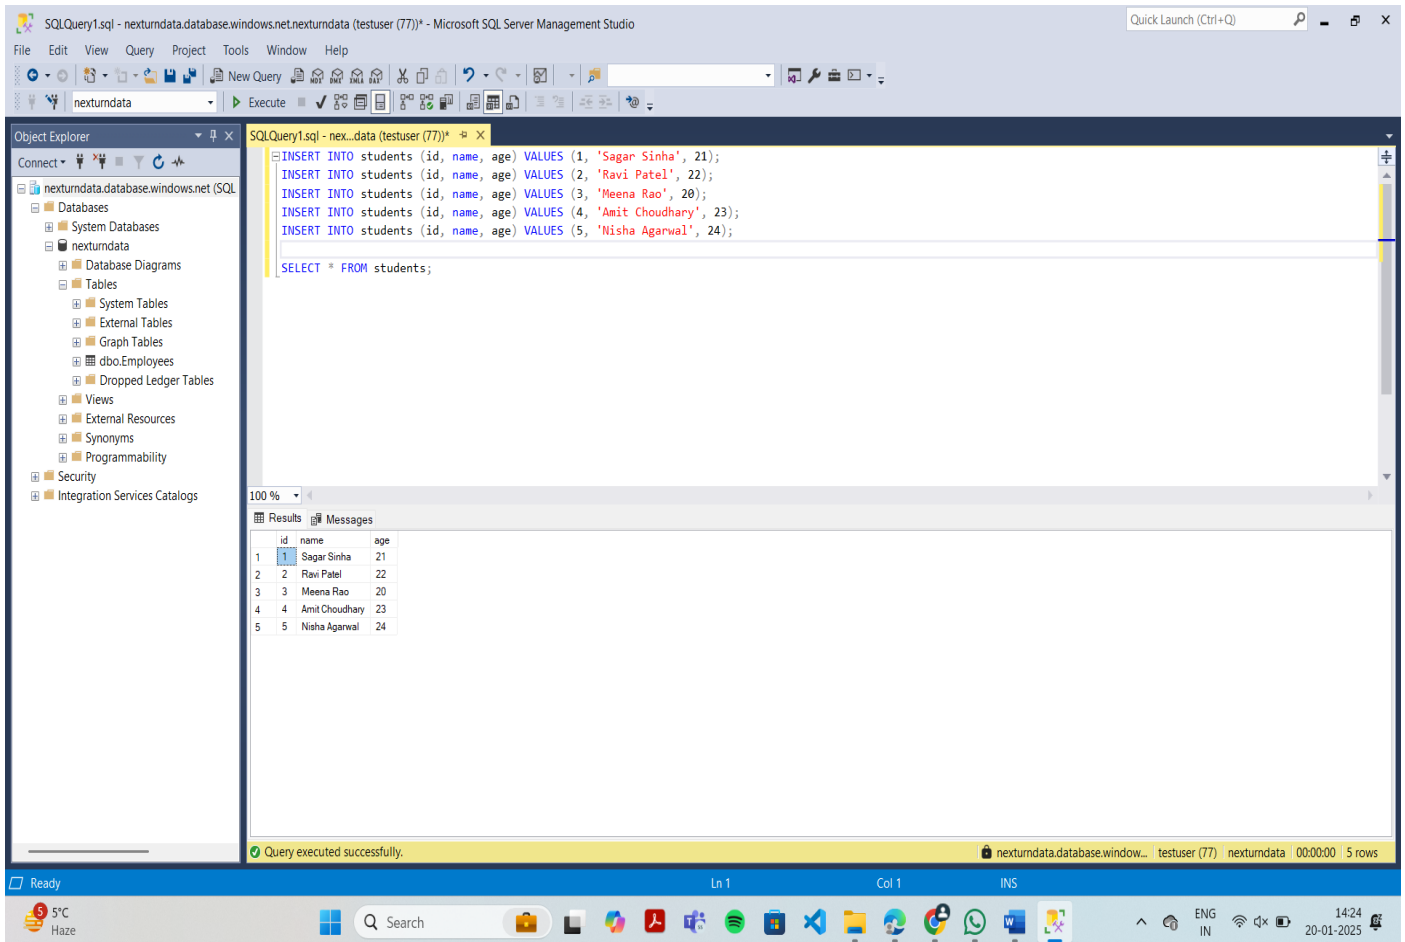 SQLQuery1.sql - nexturndata.database.windows.net.nexturndata (testuser (77))* - Microsoft SQL Server Management Studio
Quick Launch (Ctrl+Q)
File Edit View Query Project Tools Window Help
New Query MDX DMX XMLA DAX
nexturndata Execute
Object Explorer
SQLQuery1.sql - nex...data (testuser (77))*
Connect
nexturndata.database.windows.net (SQL
Databases
System Databases
nexturndata
Database Diagrams
Tables
System Tables
External Tables
Graph Tables
dbo.Employees
Dropped Ledger Tables
Views
External Resources
Synonyms
Programmability
Security
Integration Services Catalogs
INSERT INTO students (id, name, age) VALUES (1, 'Sagar Sinha', 21);
INSERT INTO students (id, name, age) VALUES (2, 'Ravi Patel', 22);
INSERT INTO students (id, name, age) VALUES (3, 'Meena Rao', 20);
INSERT INTO students (id, name, age) VALUES (4, 'Amit Choudhary', 23);
INSERT INTO students (id, name, age) VALUES (5, 'Nisha Agarwal', 24);
SELECT * FROM students;
100 %
Results Messages
id name age
1 1 Sagar Sinha 21
2 2 Ravi Patel 22
3 3 Meena Rao 20
4 4 Amit Choudhary 23
5 5 Nisha Agarwal 24
Query executed successfully.
nexturndata.database.window... testuser (77) nexturndata 00:00:00 5 rows
Ready Ln 1 Col 1 INS
5 5°C
Haze
Search
ENG
IN
14:24
20-01-2025